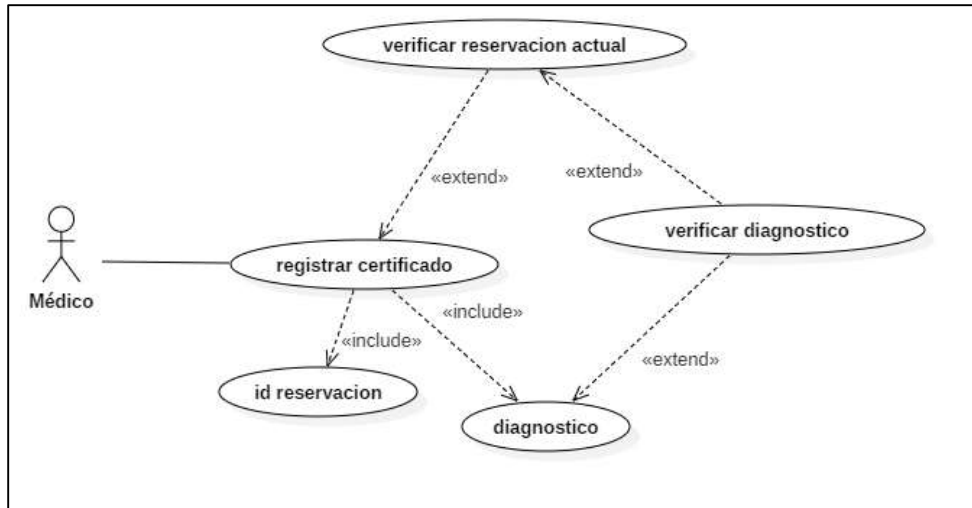 verificar reservacion actual
«extend»
«extend»
verificar diagnostico
registrar certificado
Médico
«include»
«include»
«extend»
id reservacion
diagnostico